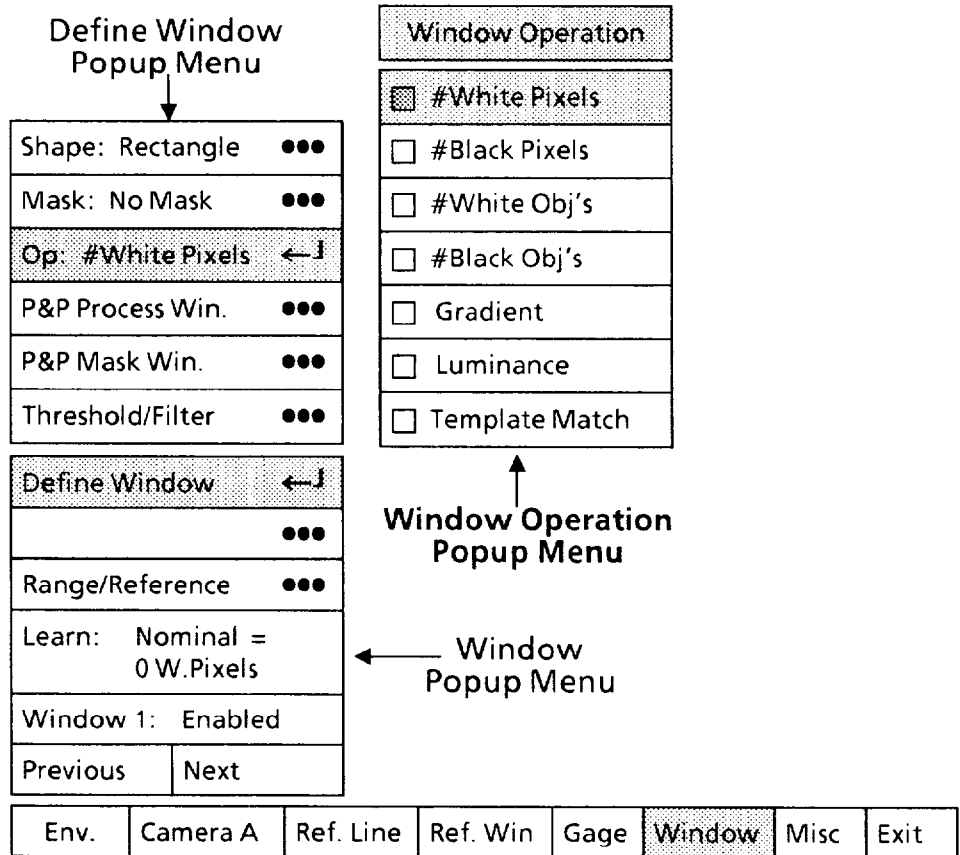 Define Window
Popup Menu
Shape: Rectangle
Mask: No Mask
Op: #White Pixels
P&P Process Win.
P&P Mask Win.
Threshold/Filter
Window Operation
#White Pixels
#Black Pixels
#White Obj's
#Black Obj's
Gradient
Luminance
Template Match
Window Operation
Popup Menu
Define Window
Range/Reference
Learn: Nominal =
0 W.Pixels
Window 1: Enabled
Previous Next
Window
Popup Menu
Env. Camera A Ref. Line Ref. Win Gage Window Misc Exit